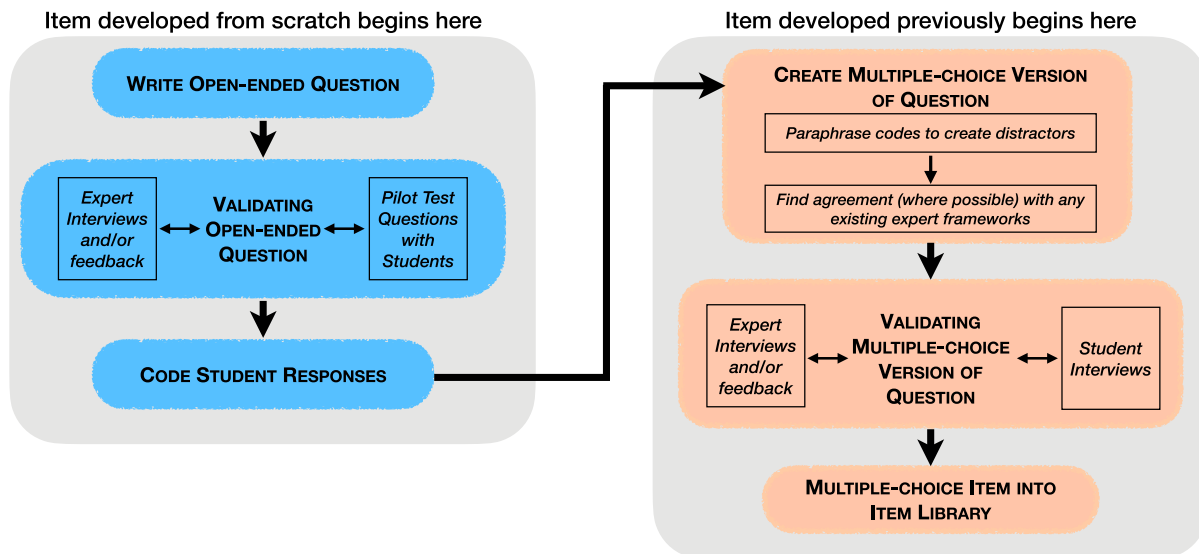 Item developed from scratch begins here
WRITE OPEN-ENDED QUESTION
Expert
Interviews
and/or
feedback
VALIDATING
OPEN-ENDED
QUESTION
Pilot Test
Questions
with
Students
CODE STUDENT RESPONSES
Item developed previously begins here
CREATE MULTIPLE-CHOICE VERSION
OF QUESTION
Paraphrase codes to create distractors
Find agreement (where possible) with any
existing expert frameworks
Expert
Interviews
and/or
feedback
VALIDATING
MULTIPLE-CHOICE
VERSION OF
QUESTION
Student
Interviews
MULTIPLE-CHOICE ITEM INTO
ITEM LIBRARY